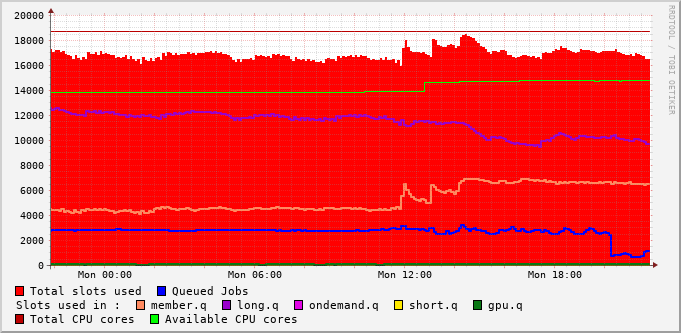 RRDTOOL / TOBI OETIKER
20000
18000
16000
14000
12000
10000
8000
6000
4000
2000
0
Mon 00:00 Mon 06:00 Mon 12:00 Mon 18:00
Total slots used Queued Jobs
Slots used in : member.q long.q ondemand.q short.q gpu.q
Total CPU cores Available CPU cores